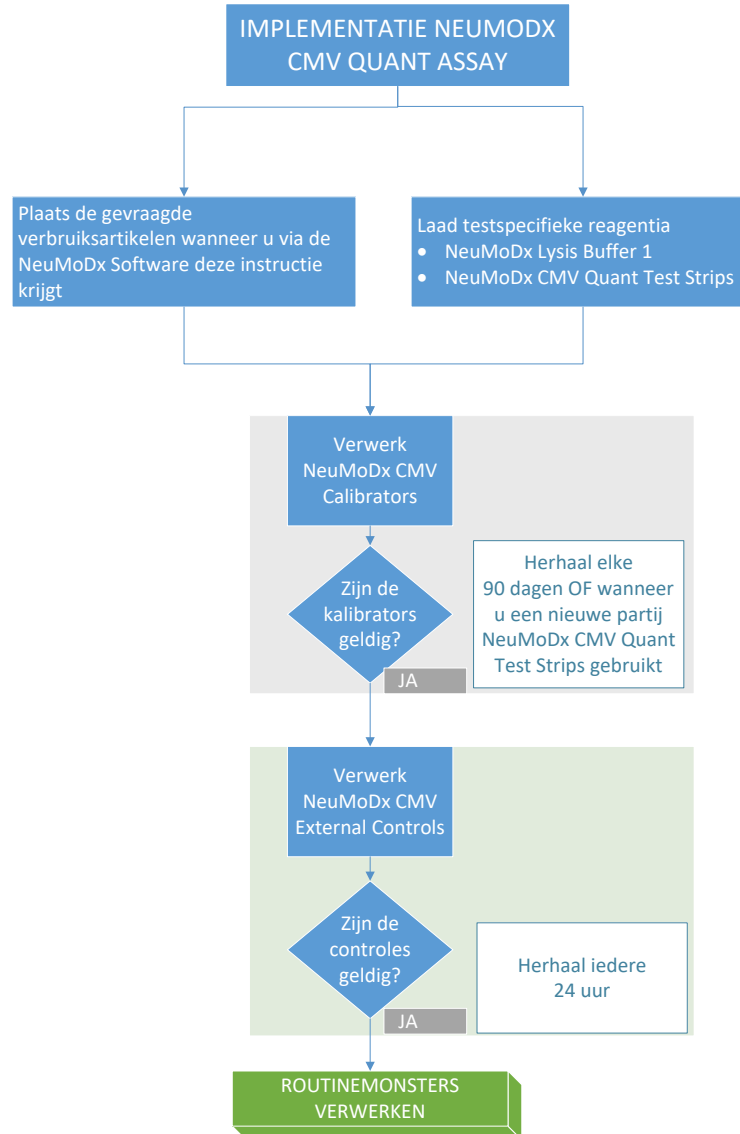 IMPLEMENTATIE NEUMODX
CMV QUANT ASSAY
Plaats de gevraagde
verbruiksartikelen wanneer u via de
NeuMoDx Software deze instructie
krijgt
Laad testspecifieke reagentia
• NeuMoDx Lysis Buffer 1
• NeuMoDx CMV Quant Test Strips
Verwerk
NeuMoDx CMV
Calibrators
Zijn de
kalibrators
geldig?
Herhaal elke
90 dagen OF wanneer
u een nieuwe partij
NeuMoDx CMV Quant
Test Strips gebruikt
JA
Verwerk
NeuMoDx CMV
External Controls
Zijn de
controles
geldig?
Herhaal iedere
24 uur
JA
ROUTINEMONSTERS
VERWERKEN